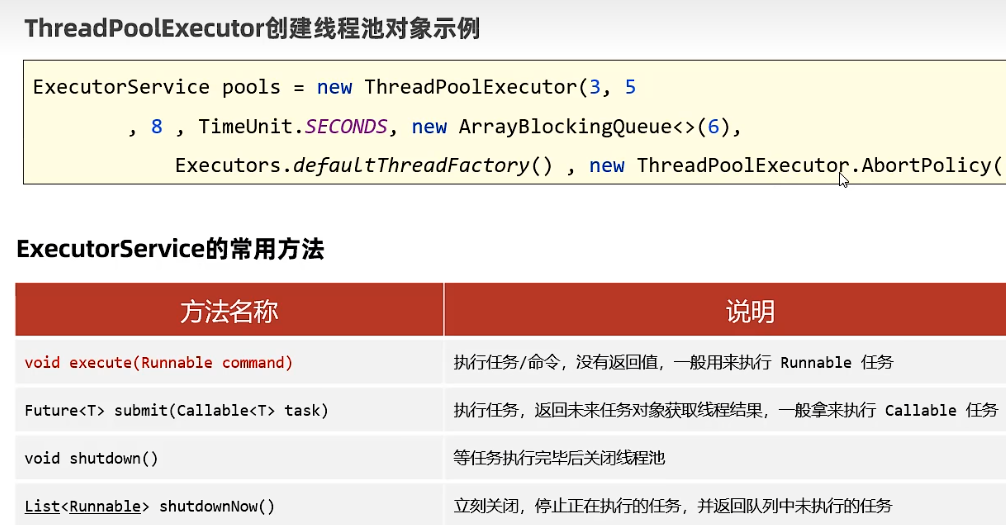 ThreadPoolExecutor创建线程池对象示例
ExecutorService pools = new ThreadPoolExecutor(3, 5
, 8 , TimeUnit.SECONDS, new ArrayBlockingQueue<>(6),
Executors.defaultThreadFactory() , new ThreadPoolExecutor.AbortPolicy(
ExecutorService的常用方法
方法名称 说明
void execute(Runnable command) 执行任务/命令，没有返回值，一般用来执行 Runnable 任务
Future<T> submit(Callable<T> task) 执行任务，返回未来任务对象获取线程结果，一般拿来执行 Callable 任务
void shutdown() 等任务执行完毕后关闭线程池
List<Runnable> shutdownNow() 立刻关闭，停止正在执行的任务，并返回队列中未执行的任务